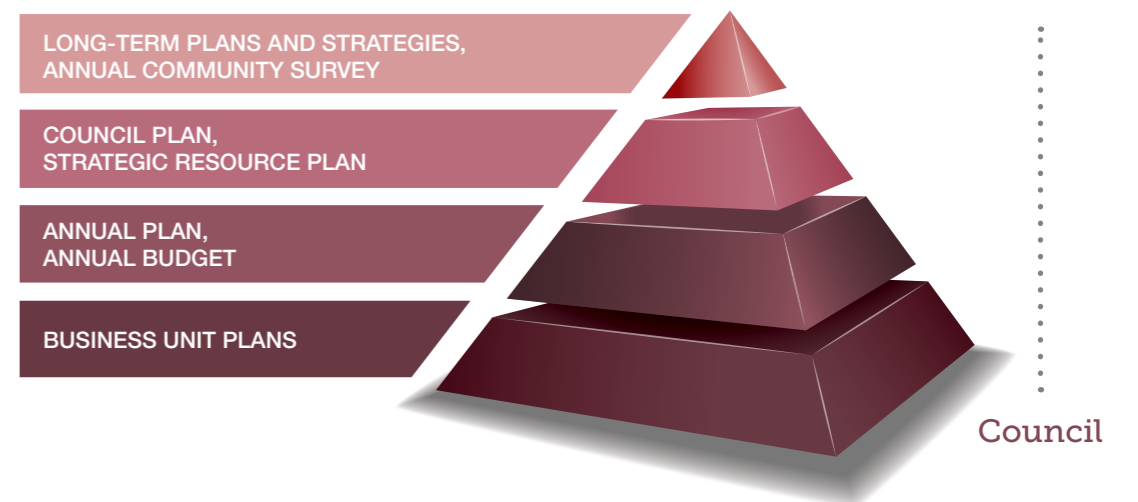 LONG-TERM PLANS AND STRATEGIES,
ANNUAL COMMUNITY SURVEY
COUNCIL PLAN,
STRATEGIC RESOURCE PLAN
ANNUAL PLAN,
ANNUAL BUDGET
BUSINESS UNIT PLANS
Council